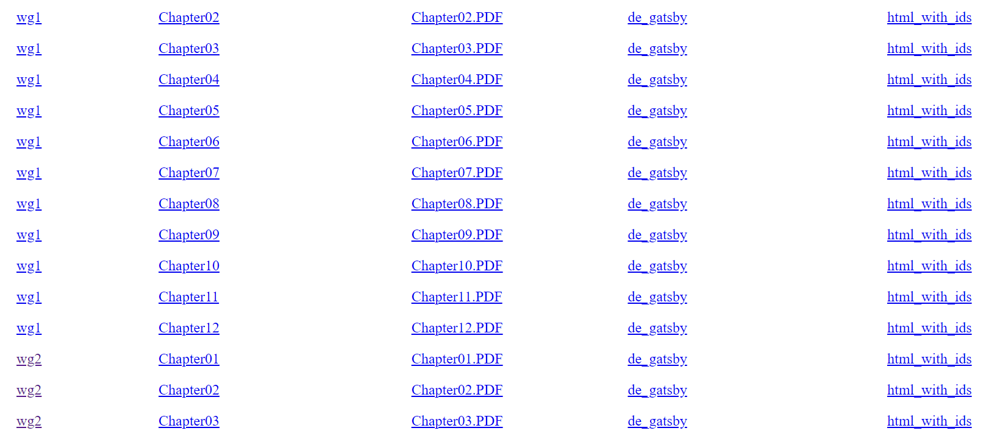 wg1 Chapter02 Chapter02.PDF de_gatsby html_with_ids
wg1 Chapter03 Chapter03.PDF de_gatsby html_with_ids
wg1 Chapter04 Chapter04.PDF de_gatsby html_with_ids
wg1 Chapter05 Chapter05.PDF de_gatsby html_with_ids
wg1 Chapter06 Chapter06.PDF de_gatsby html_with_ids
wg1 Chapter07 Chapter07.PDF de_gatsby html_with_ids
wg1 Chapter08 Chapter08.PDF de_gatsby html_with_ids
wg1 Chapter09 Chapter09.PDF de_gatsby html_with_ids
wg1 Chapter10 Chapter10.PDF de_gatsby html_with_ids
wg1 Chapter11 Chapter11.PDF de_gatsby html_with_ids
wg1 Chapter12 Chapter12.PDF de_gatsby html_with_ids
wg2 Chapter01 Chapter01.PDF de_gatsby html_with_ids
wg2 Chapter02 Chapter02.PDF de_gatsby html_with_ids
wg2 Chapter03 Chapter03.PDF de_gatsby html_with_ids